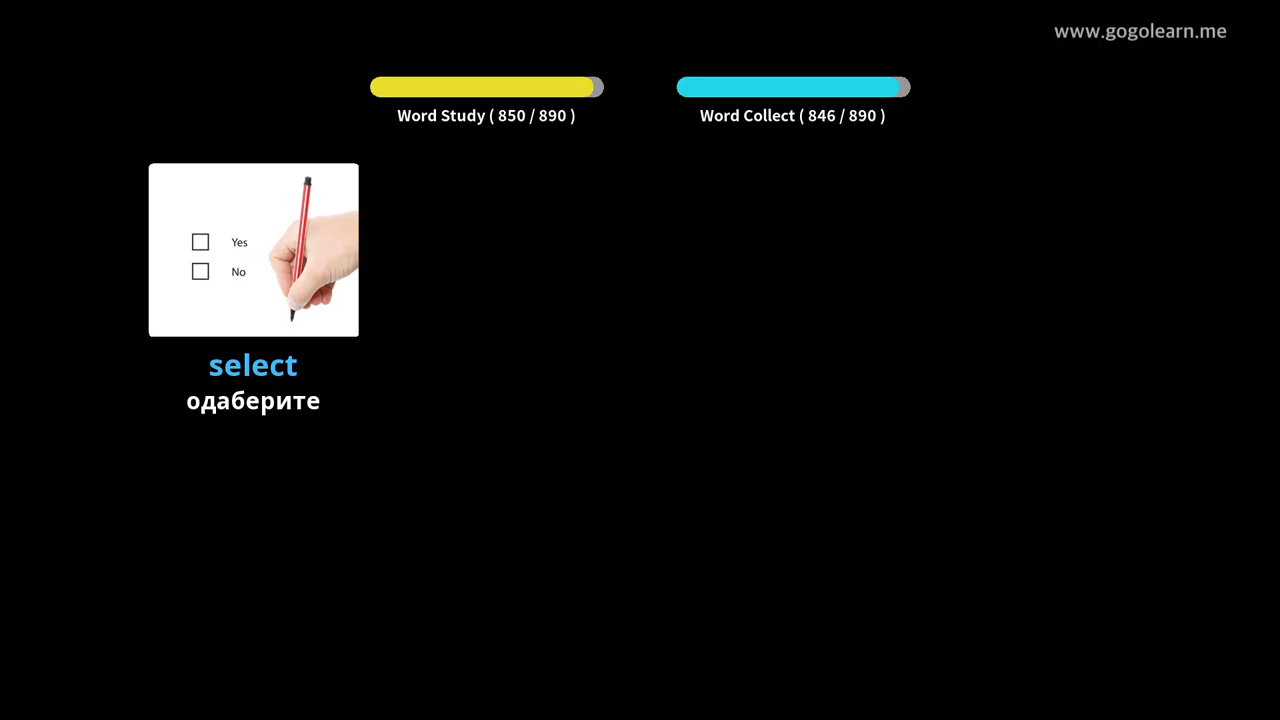 www.gogolearn.me
Word Study ( 850 / 890 )
Word Collect ( 846 / 890 )
Yes
No
select
одаберите